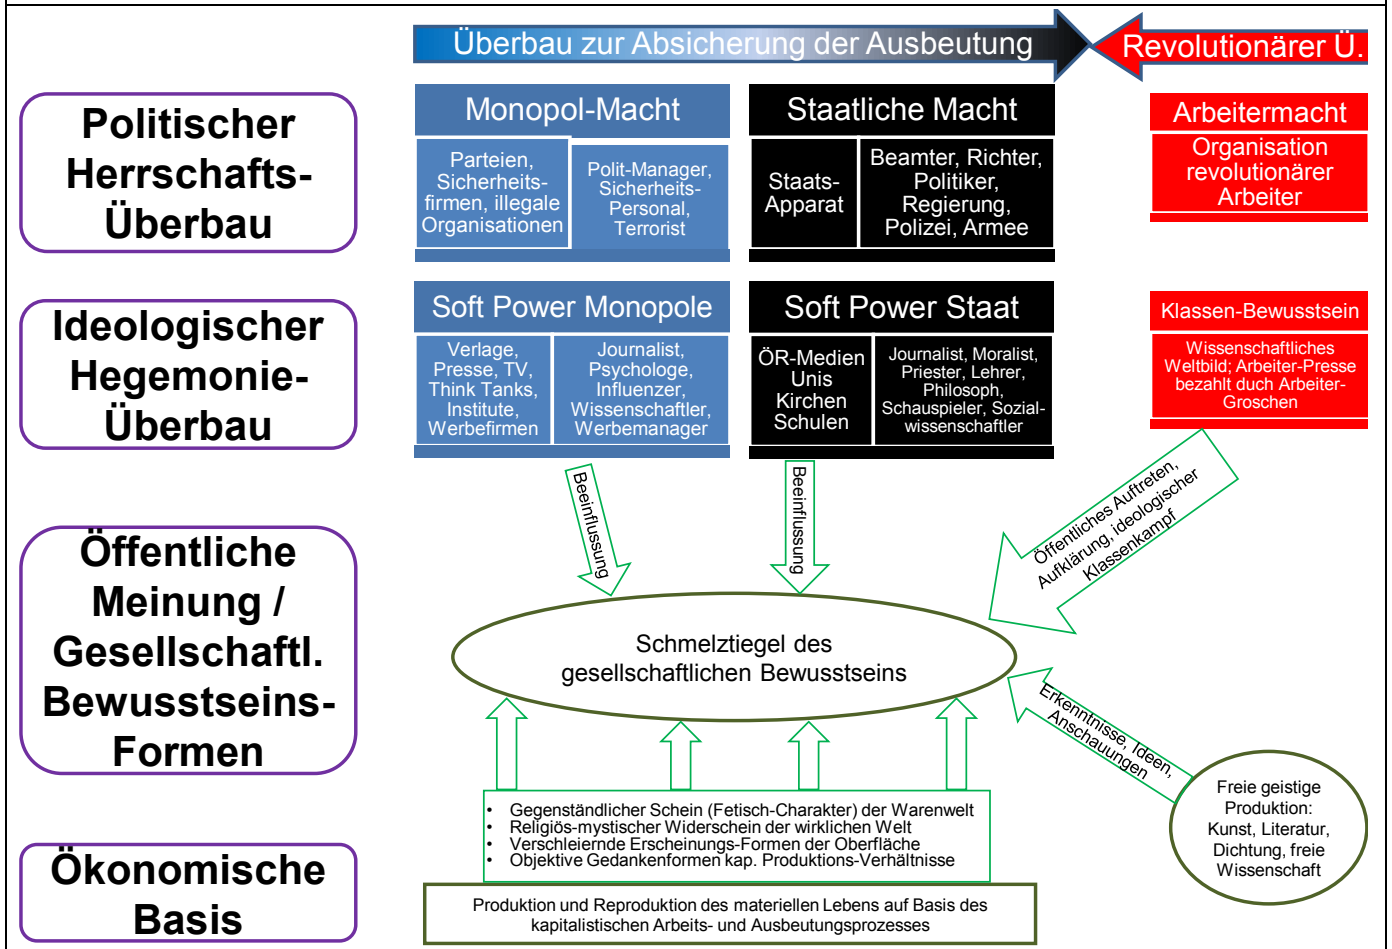 Überbau zur Absicherung der Ausbeutung
Revolutionärer Ü.
Politischer
Herrschafts-
Überbau
Monopol-Macht
Parteien,
Sicherheits-
firmen, illegale
Organisationen
Polit-Manager,
Sicherheits-
Personal,
Terrorist
Staatliche Macht
Staats-
Apparat
Beamter, Richter,
Politiker,
Regierung,
Polizei, Armee
Arbeitermacht
Organisation
revolutionärer
Arbeiter
Ideologischer
Hegemonie-
Überbau
Soft Power Monopole
Verlage,
Presse, TV,
Think Tanks,
Institute,
Werbefirmen
Journalist,
Psychologe,
Influenzer,
Wissenschaftler,
Werbemanager
Soft Power Staat
ÖR-Medien
Unis
Kirchen
Schulen
Journalist, Moralist,
Priester, Lehrer,
Philosoph,
Schauspieler, Sozial-
wissenschaftler
Klassen-Bewusstsein
Wissenschaftliches
Weltbild; Arbeiter-Presse
bezahlt duch Arbeiter-
Groschen
Beeinflussung
Beeinflussung
Öffentliches Auftreten,
Aufklärung, ideologischer
Klassenkampf
Öffentliche
Meinung /
Gesellschaftl.
Bewusstseins-
Formen
Schmelztiegel des
gesellschaftlichen Bewusstseins
Erkenntnisse, Ideen,
Anschauungen
Freie geistige
Produktion:
Kunst, Literatur,
Dichtung, freie
Wissenschaft
• Gegenständlicher Schein (Fetisch-Charakter) der Warenwelt
• Religiös-mystischer Widerschein der wirklichen Welt
• Verschleiernde Erscheinungs-Formen der Oberfläche
• Objektive Gedankenformen kap. Produktions-Verhältnisse
Ökonomische
Basis
Produktion und Reproduktion des materiellen Lebens auf Basis des
kapitalistischen Arbeits- und Ausbeutungsprozesses